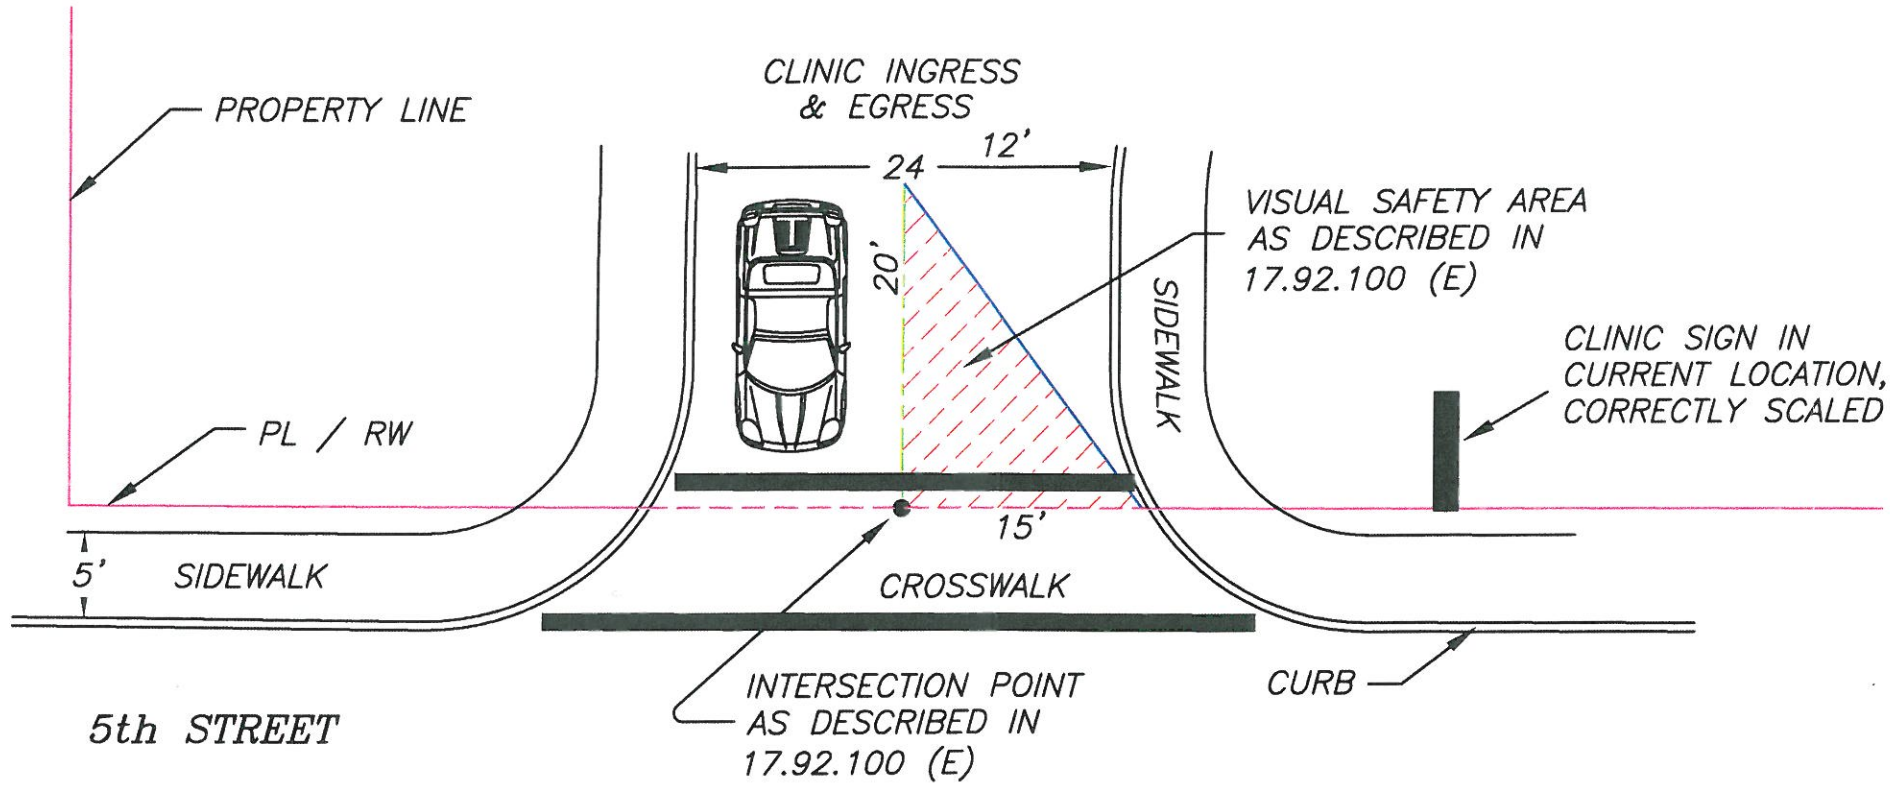 CLINIC INGRESS
& EGRESS
PROPERTY LINE
12'
24
VISUAL SAFETY AREA
AS DESCRIBED IN
17.92.100 (E)
20'
SIDEWALK
CLINIC SIGN IN
CURRENT LOCATION,
CORRECTLY SCALED
PL / RW
15'
5'
SIDEWALK
CROSSWALK
INTERSECTION POINT
AS DESCRIBED IN
17.92.100 (E)
CURB
5th STREET